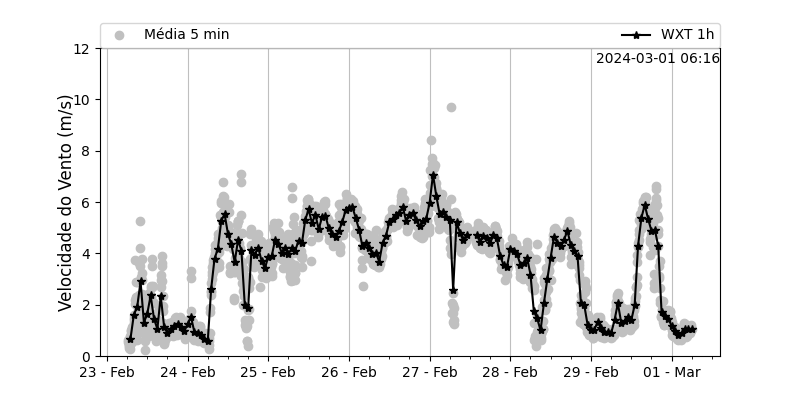 Média 5 min
WXT 1h
2024-03-01 06:16
Velocidade do Vento (m/s)
12
10
8
6
4
2
0
23 - Feb
24 - Feb
25 - Feb
26 - Feb
27 - Feb
28 - Feb
29 - Feb
01 - Mar